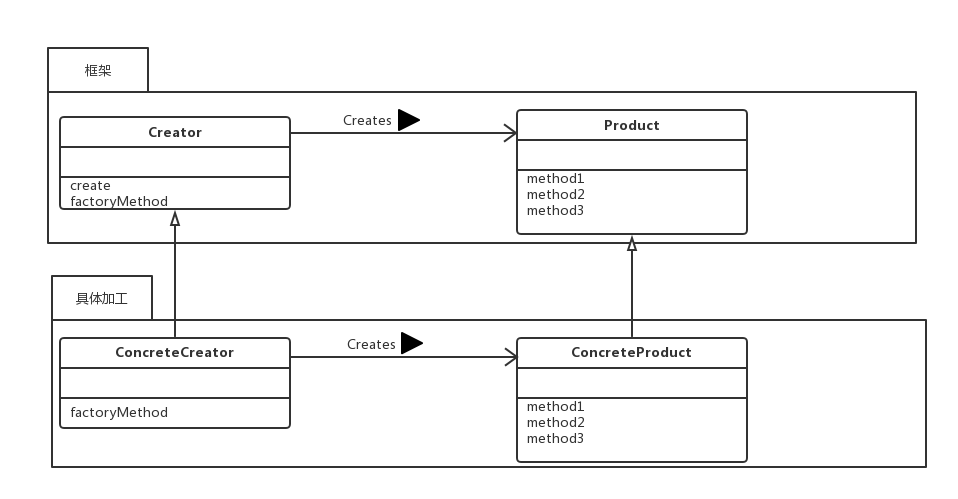 框架
Creator
create
factoryMethod
Creates
Product
method1
method2
method3
具体加工
ConcreteCreator
factoryMethod
Creates
ConcreteProduct
method1
method2
method3